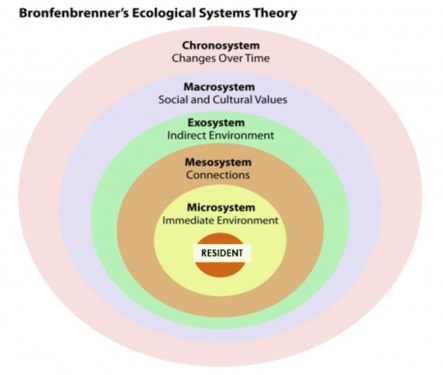 Bronfenbrenner's Ecological Systems Theory
Chronosystem
Changes Over Time
Macrosystem
Social and Cultural Values
Exosystem
Indirect Environment
Mesosystem
Connections
Microsystem
Immediate Environment
RESIDENT